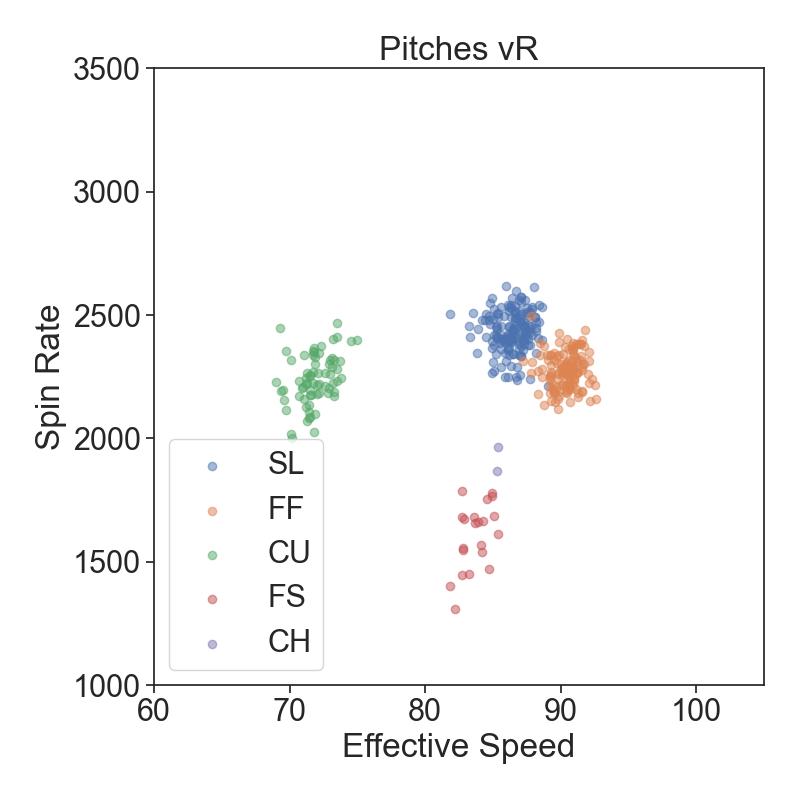 Pitches vR
3500
3000
2500
2000
1500
1000
Spin Rate
SL
FF
CU
FS
CH
60 70 80 90 100
Effective Speed